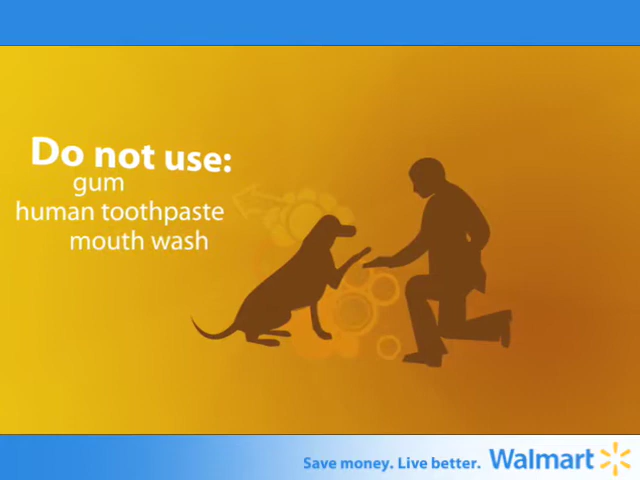 Do not use:
gum
human toothpaste
mouth wash
Save money. Live better. Walmart